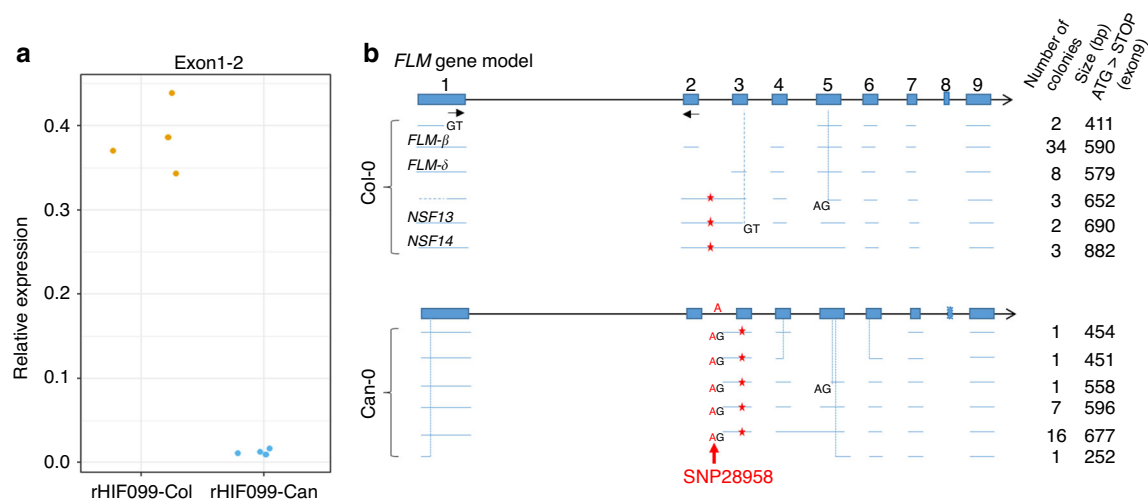 a
Exon1-2
Relative expression
0.4
0.3
0.2
0.1
0.0
rHIF099-Col rHIF099-Can
b
FLM gene model
Number of colonies
Size (bp) ATG > STOP (exon9)
1 2 3 4 5 6 7 8 9
Col-0
GT 2 411
FLM-β 34 590
FLM-δ 8 579
AG 3 652
NSF13 GT 2 690
NSF14 3 882
A
Can-0
AG 1 454
AG 1 451
AG AG 1 558
AG 7 596
AG 16 677
1 252
SNP28958